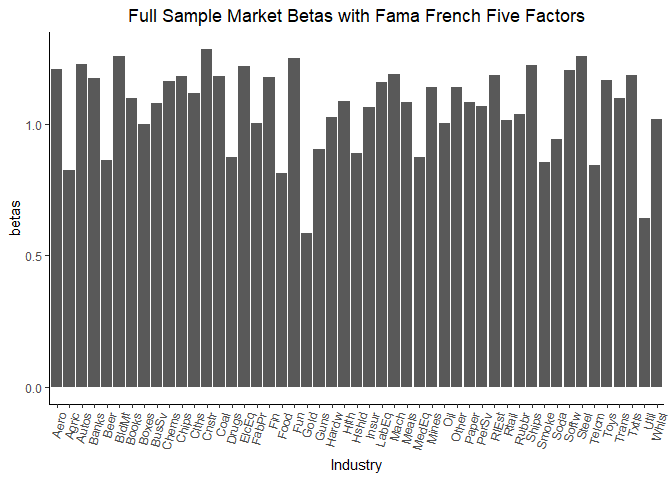 Full Sample Market Betas with Fama French Five Factors
betas
1.0
0.5
0.0
Aero
Agric
Autos
Banks
Beer
BldMt
Books
Boxes
BusSv
Chems
Chips
Clths
Cnstr
Coal
Drugs
ElcEq
FabPr
Fin
Food
Fun
Gold
Guns
Hardw
Hlth
Hshld
Insur
LabEq
Mach
Meals
MedEq
Mines
Oil
Other
Paper
PerSv
RlEst
Rtail
Rubbr
Ships
Smoke
Soda
Softw
Steel
Telcm
Toys
Trans
Txtls
Util
Whlsl
Industry